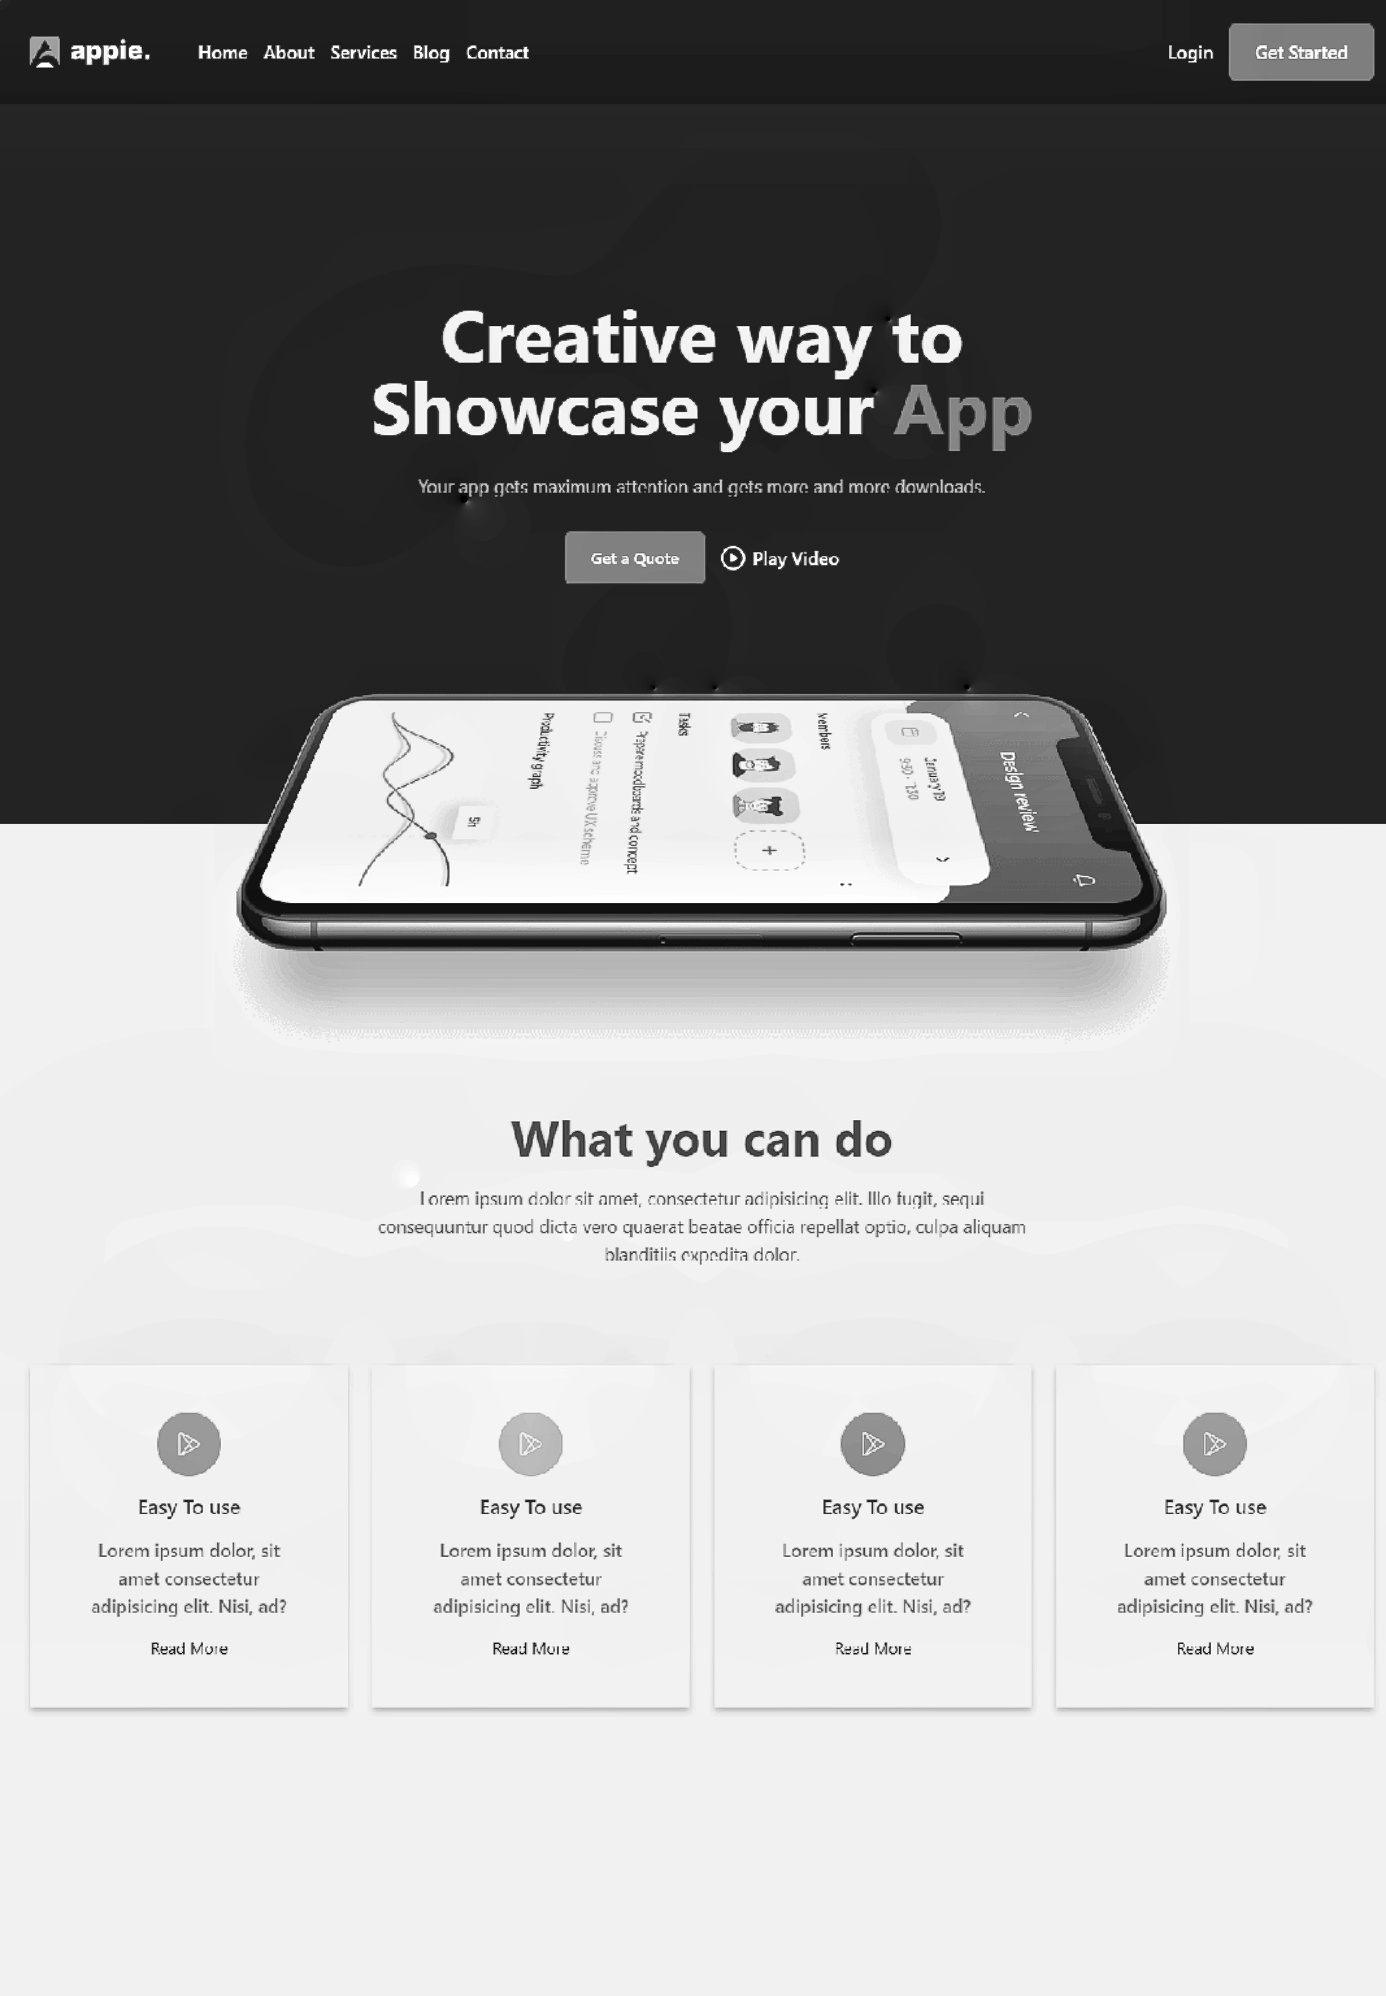 appie.
Home About Services Blog Contact
Login Get Started
Creative way to
Showcase your App
Your app gets maximum attention and gets more and more downloads.
Get a Quote Play Video
Design review
January 19
Members
Tasks
Prepare moodboards and concept
Discuss and approve UX scheme
Productivity graph
5h
What you can do
Lorem ipsum dolor sit amet, consectetur adipisicing elit. Illo fugit, sequi
consequuntur quod dicta vero quaerat beatae officia repellat optio, culpa aliquam
blanditiis expedita dolor.
Easy To use
Lorem ipsum dolor, sit
amet consectetur
adipisicing elit. Nisi, ad?
Read More
Easy To use
Lorem ipsum dolor, sit
amet consectetur
adipisicing elit. Nisi, ad?
Read More
Easy To use
Lorem ipsum dolor, sit
amet consectetur
adipisicing elit. Nisi, ad?
Read More
Easy To use
Lorem ipsum dolor, sit
amet consectetur
adipisicing elit. Nisi, ad?
Read More